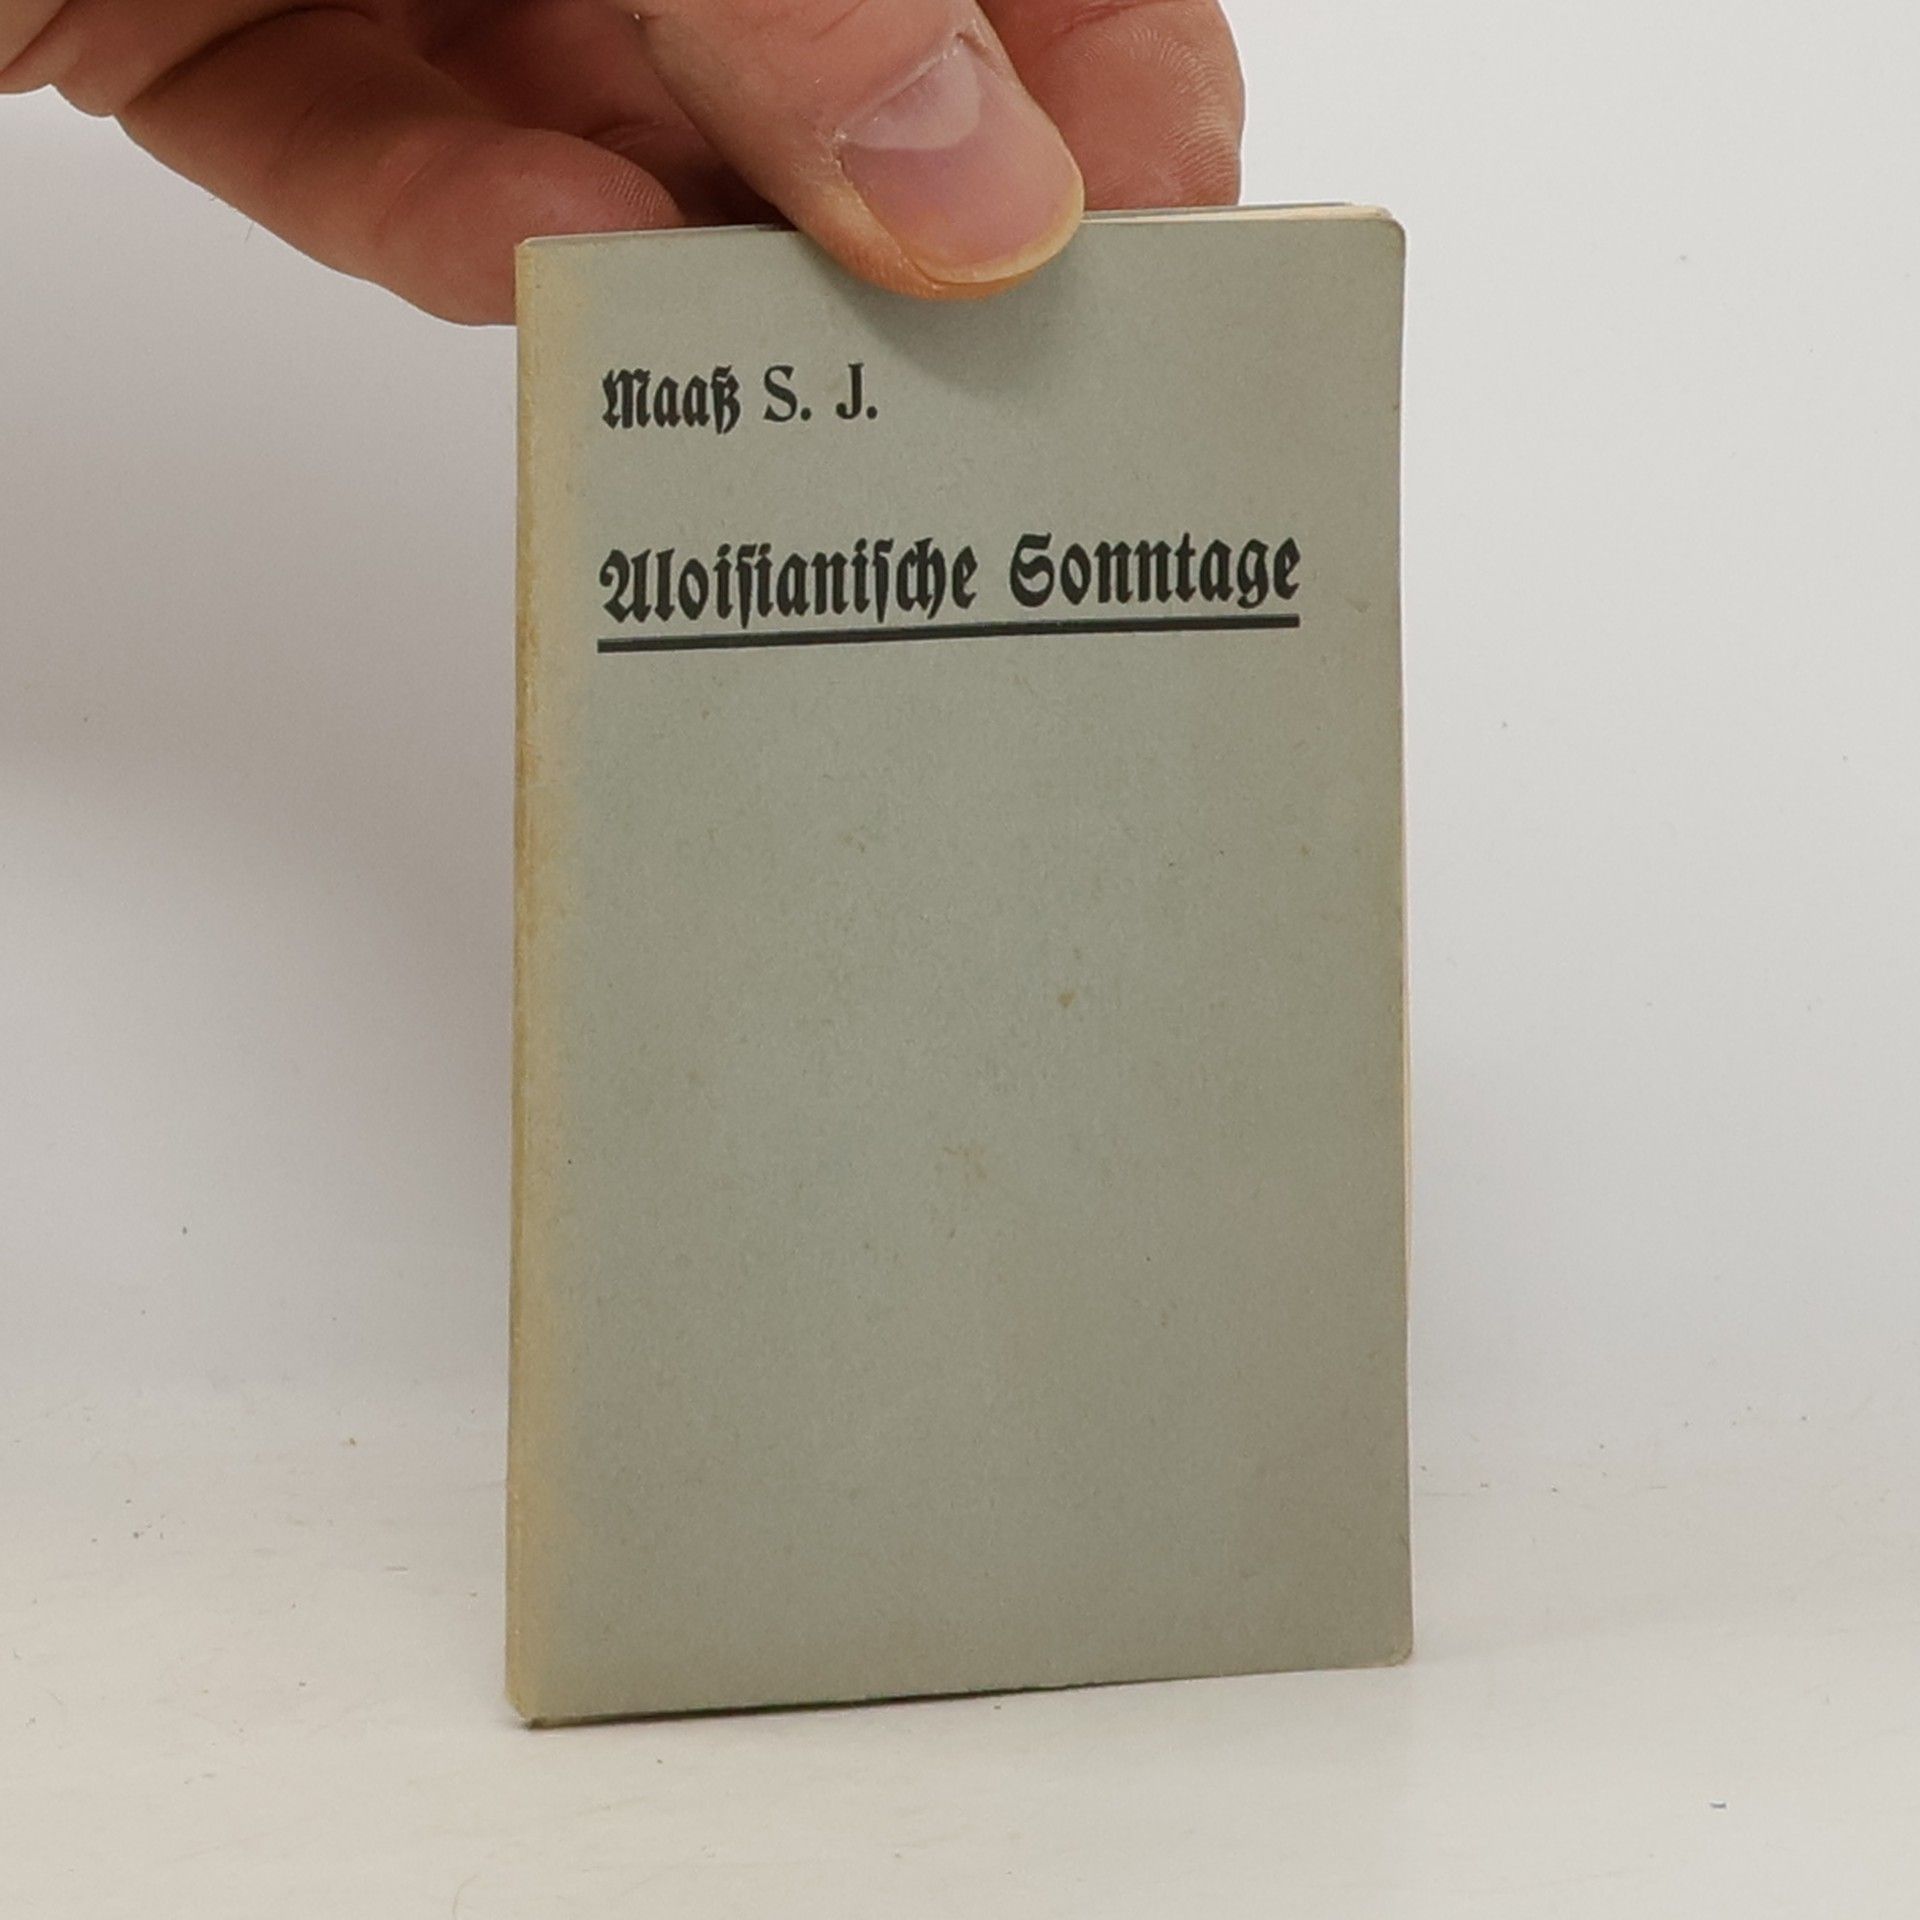 Maaß S. J.
Aloiſianiſche Sonntage